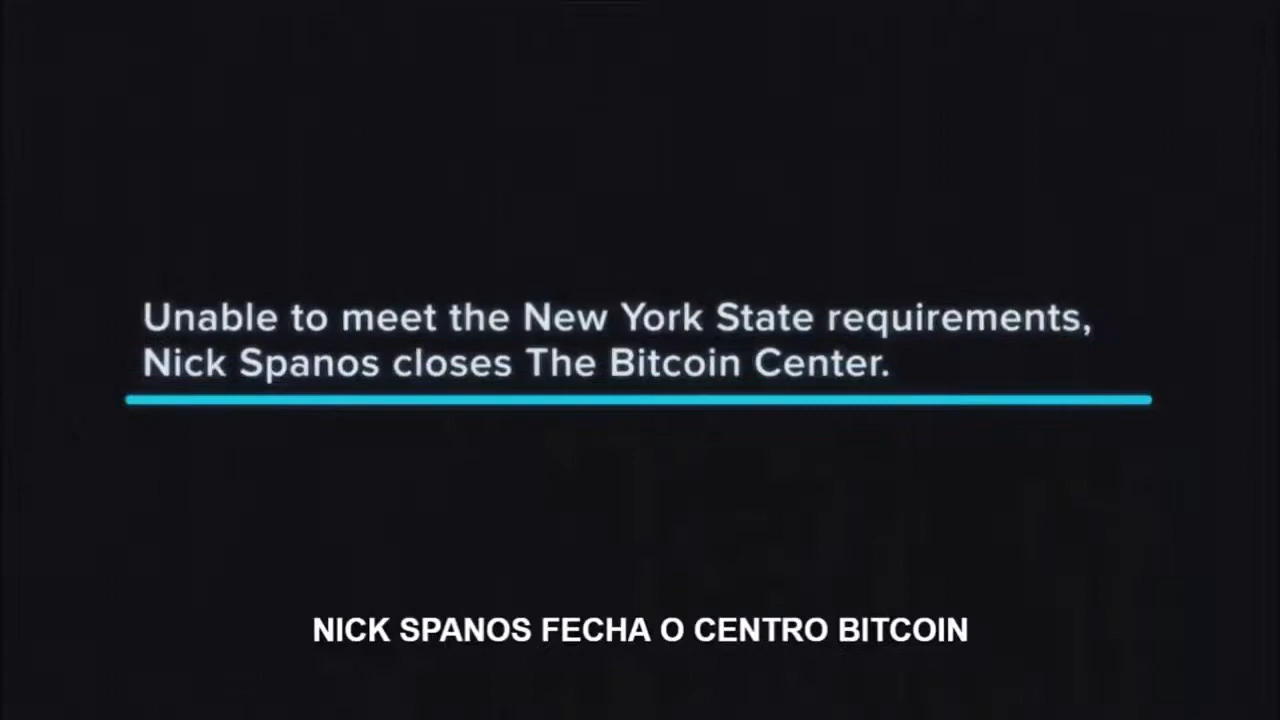 Unable to meet the New York State requirements,
Nick Spanos closes The Bitcoin Center.
NICK SPANOS FECHA O CENTRO BITCOIN